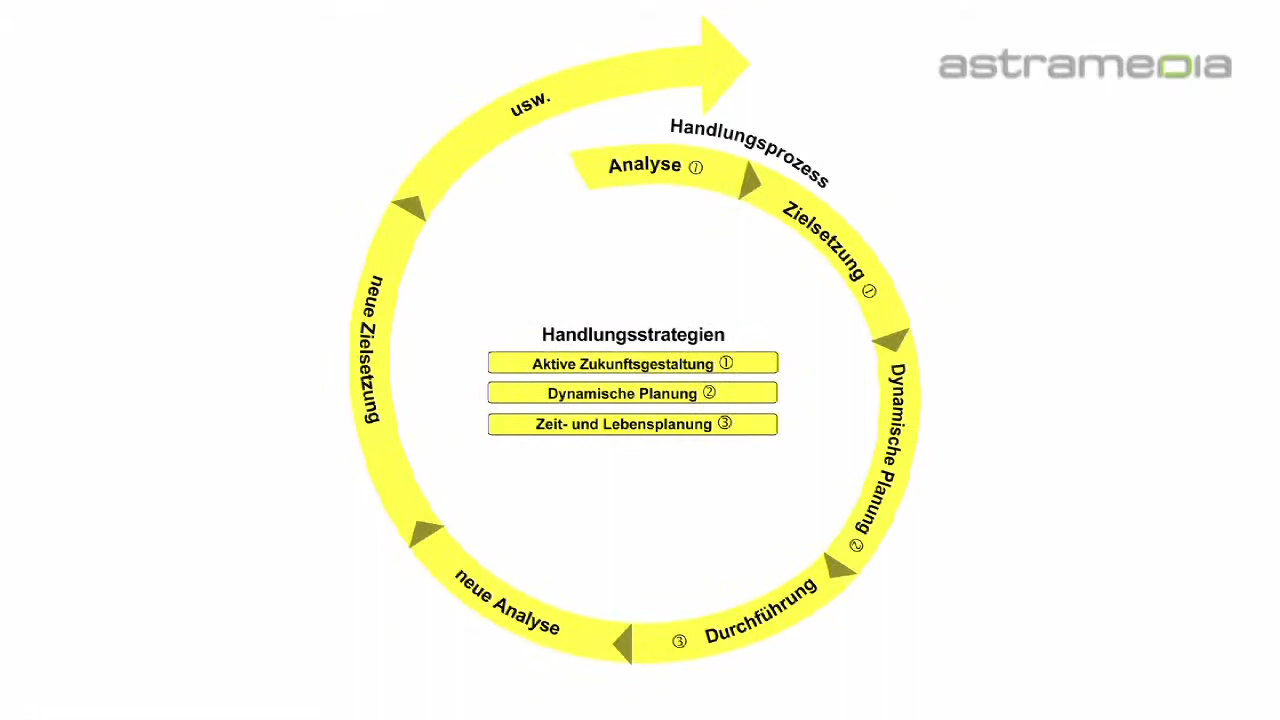 astramedia
Handlungsprozess
Analyse ①
Zielsetzung ①
Dynamische Planung ②
Durchführung ③
neue Analyse
neue Zielsetzung
usw.
Handlungsstrategien
Aktive Zukunftsgestaltung ①
Dynamische Planung ②
Zeit- und Lebensplanung ③